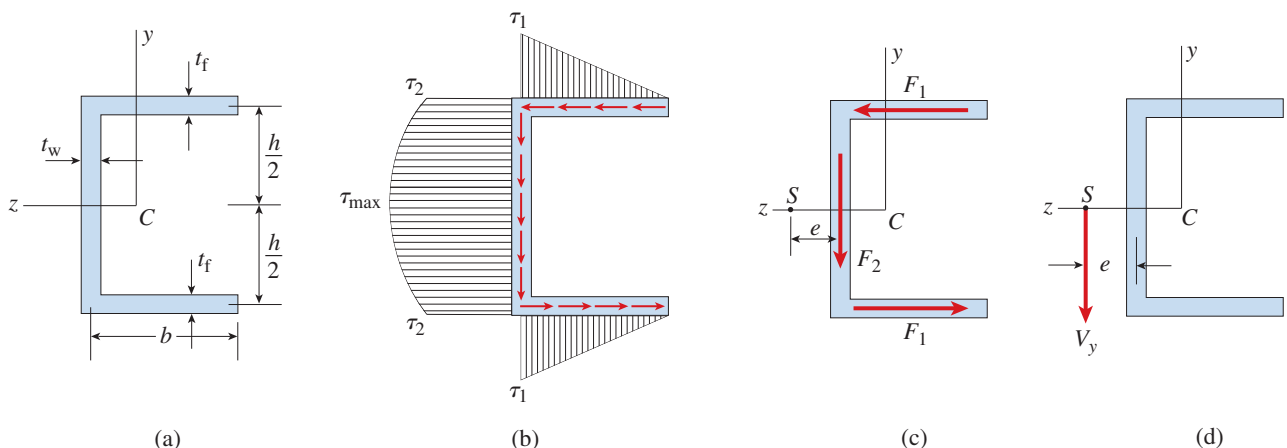 y
t_f
h/2
t_w
z
C
h/2
t_f
b
(a)
τ_1
τ_2
τ_max
τ_2
τ_1
(b)
y
F_1
z
S
C
e
F_2
F_1
(c)
y
z
S
C
e
V_y
(d)